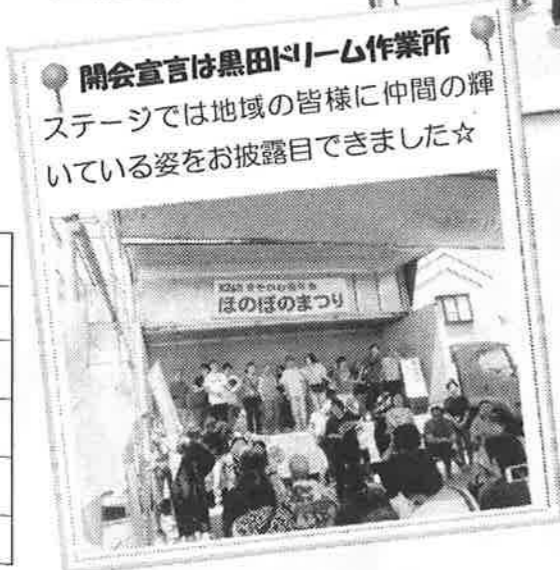 開会宣言は黒田ドリーム作業所
ステージでは地域の皆様に仲間の輝
いている姿をお披露目できました☆
ほのぼのまつり